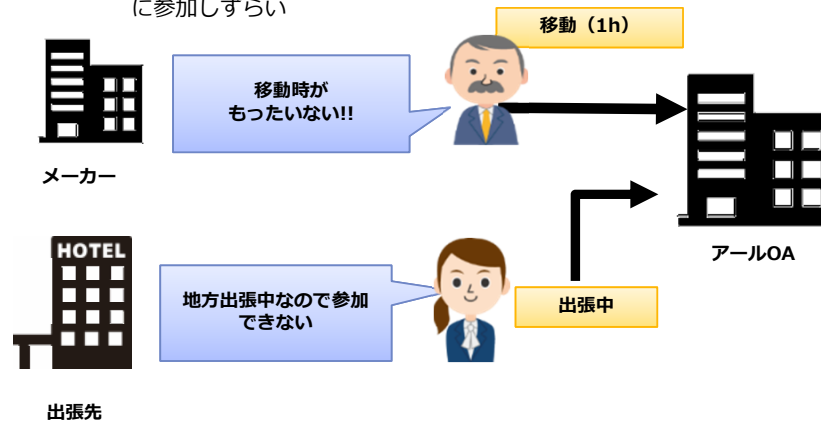 に参加しずらい
移動（1h）
移動時が
もったいない!!
メーカー
アールOA
HOTEL
地方出張中なので参加
できない
出張中
出張先